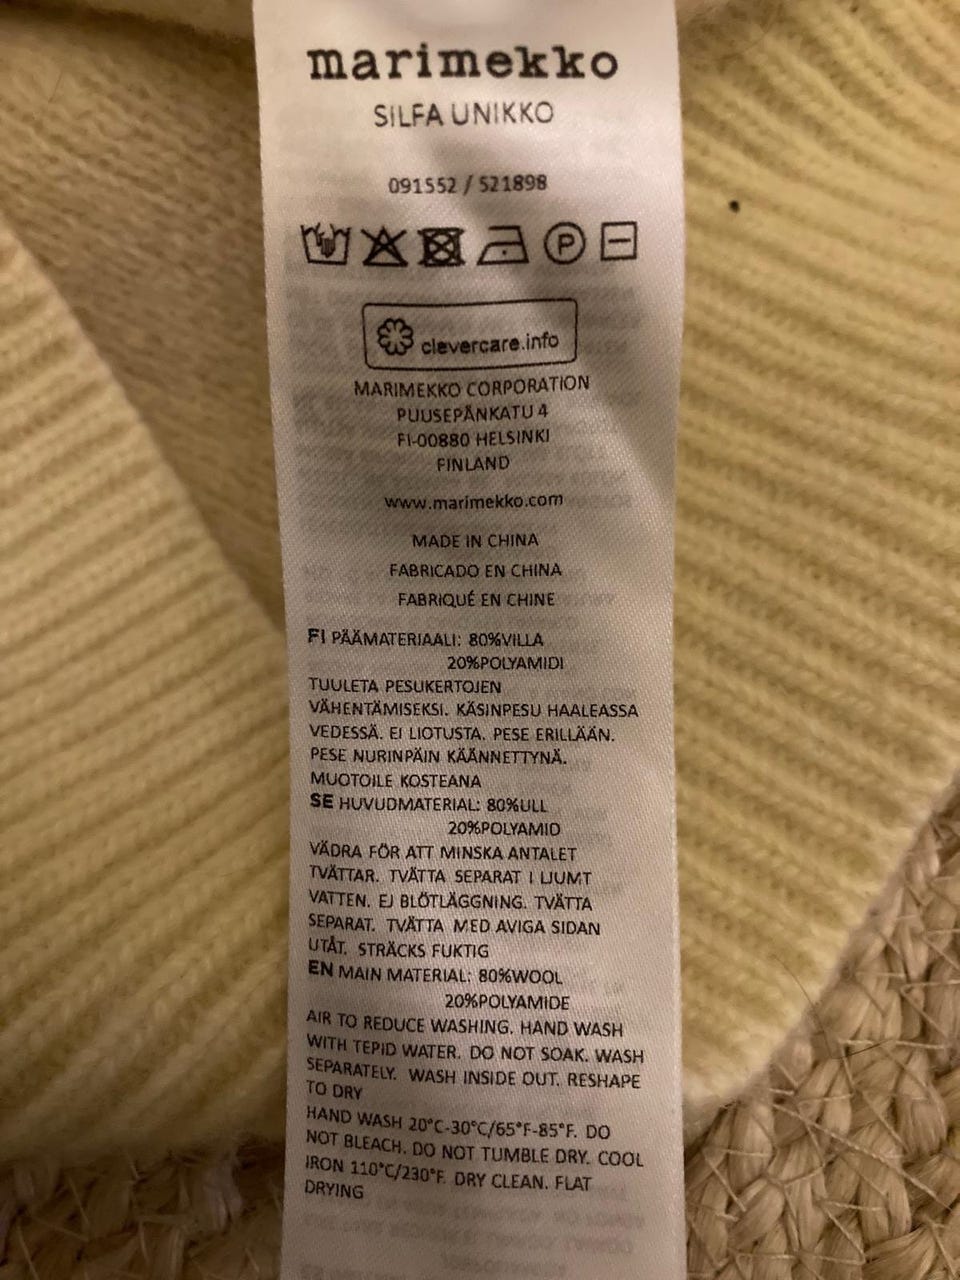 marimekko
SILFA UNIKKO
091552 / 521898
P
clevercare.info
MARIMEKKO CORPORATION
PUUSEPÄNKATU 4
FI-00880 HELSINKI
FINLAND
www.marimekko.com
MADE IN CHINA
FABRICADO EN CHINA
FABRIQUÉ EN CHINE
FI PÄÄMATERIAALI: 80%VILLA
20%POLYAMIDI
TUULETA PESUKERTOJEN
VÄHENTÄMISEKSI. KÄSINPESU HAALEASSA
VEDESSÄ. EI LIOTUSTA. PESE ERILLÄÄN.
PESE NURINPÄIN KÄÄNNETTYNÄ.
MUOTOILE KOSTEANA
SE HUVUDMATERIAL: 80%ULL
20%POLYAMID
VÄDRA FÖR ATT MINSKA ANTALET
TVÄTTAR. TVÄTTA SEPARAT I LJUMT
VATTEN. EJ BLÖTLÄGGNING. TVÄTTA
SEPARAT. TVÄTTA MED AVIGA SIDAN
UTÅT. STRÄCKS FUKTIG
EN MAIN MATERIAL: 80%WOOL
20%POLYAMIDE
AIR TO REDUCE WASHING. HAND WASH
WITH TEPID WATER. DO NOT SOAK. WASH
SEPARATELY. WASH INSIDE OUT. RESHAPE
TO DRY
HAND WASH 20°C-30°C/65°F-85°F. DO
NOT BLEACH. DO NOT TUMBLE DRY. COOL
IRON 110°C/230°F. DRY CLEAN. FLAT
DRYING